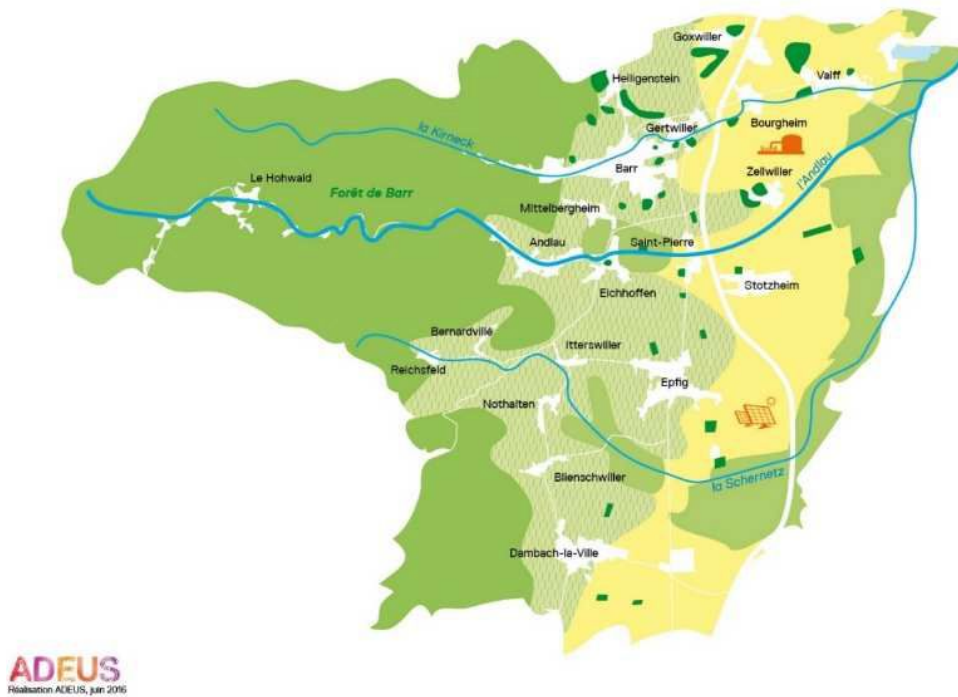 Goxwiller
Heiligenstein
Valff
la Kirneck
Gertwiller
Bourgheim
Barr
l'Andlau
Zellwiller
Le Hohwald
Forêt de Barr
Mittelbergheim
Andlau
Saint-Pierre
Stotzheim
Eichhoffen
Bernardvillé
Itterswiller
Reichsfeld
Epfig
Nothalten
Blienschwiller
la Schernetz
Dambach-la-Ville
ADEUS
Réalisation ADEUS, juin 2016